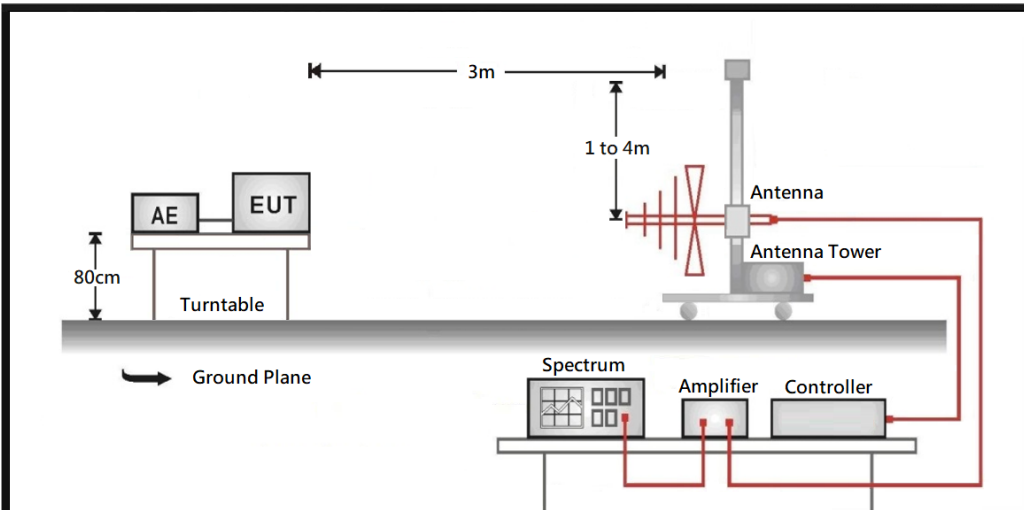 3m
1 to 4m
Antenna
AE
EUT
Antenna Tower
80cm
Turntable
Ground Plane
Spectrum
Amplifier
Controller